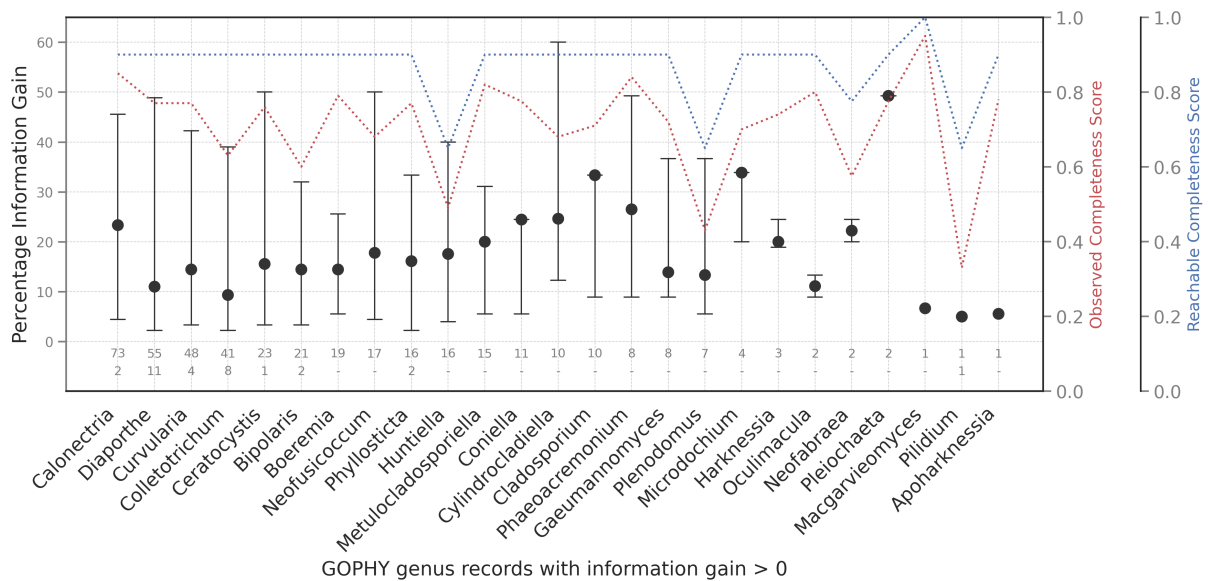 Percentage Information Gain
60
50
40
30
20
10
0
73 55 48 41 23 21 19 17 16 16 15 11 10 10 8 8 7 4 3 2 2 2 1 1 1
2 11 4 8 1 2 - - 2 - - - - - - - - - - - - - - 1 -
1.0
0.8
0.6
0.4
0.2
0.0
Observed Completeness Score
1.0
0.8
0.6
0.4
0.2
0.0
Reachable Completeness Score
Calonectria
Diaporthe
Curvularia
Colletotrichum
Ceratocystis
Bipolaris
Boeremia
Neofusicoccum
Phyllosticta
Huntiella
Metulocladosporiella
Coniella
Cylindrocladiella
Cladosporium
Phaeoacremonium
Gaeumannomyces
Plenodomus
Microdochium
Harknessia
Oculimacula
Neofabraea
Pleiochaeta
Macgarvieomyces
Pilidium
Apoharknessia
GOPHY genus records with information gain > 0